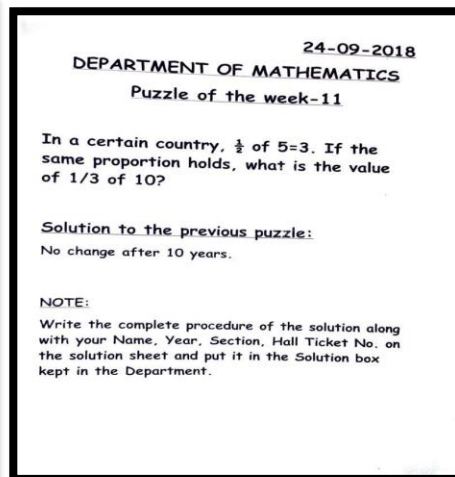 24-09-2018
DEPARTMENT OF MATHEMATICS
Puzzle of the week-11
In a certain country, ½ of 5=3. If the
same proportion holds, what is the value
of 1/3 of 10?
Solution to the previous puzzle:
No change after 10 years.
NOTE:
Write the complete procedure of the solution along
with your Name, Year, Section, Hall Ticket No. on
the solution sheet and put it in the Solution box
kept in the Department.